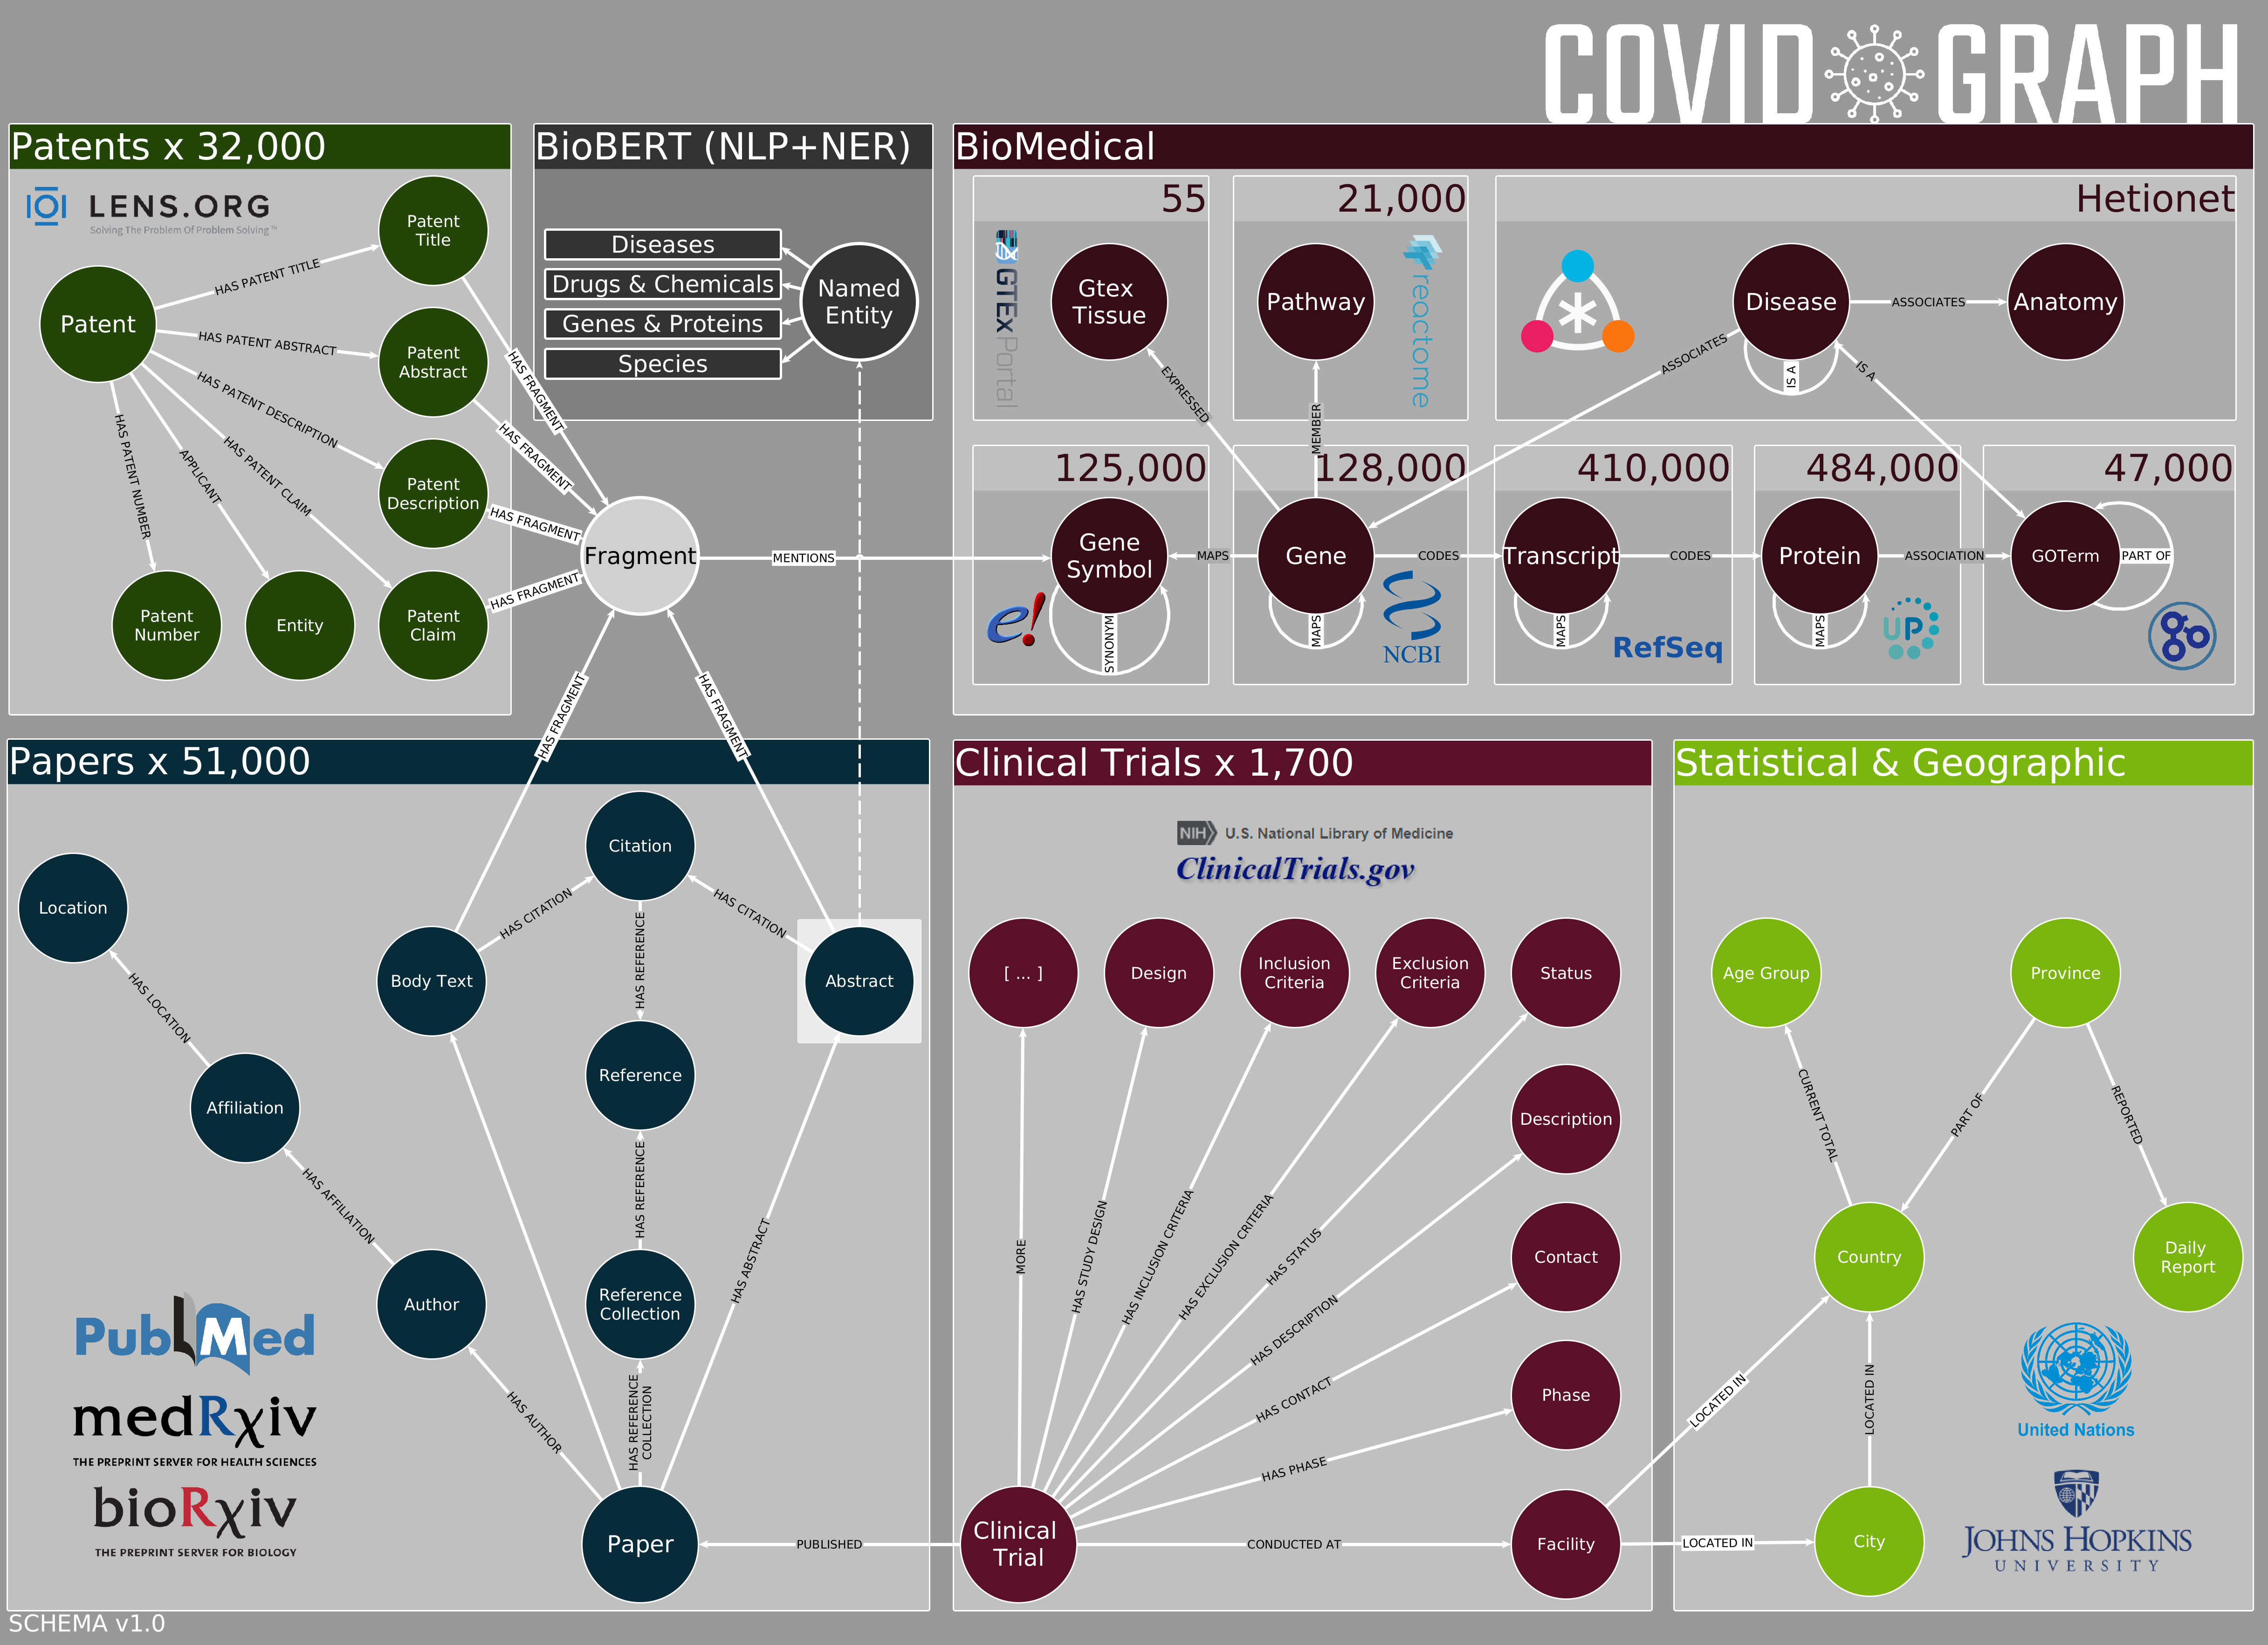 COVID GRAPH
Patents x 32,000
LENS.ORG
Solving The Problem Of Problem Solving™
Patent
Title
HAS PATENT TITLE
Patent
HAS PATENT ABSTRACT
Patent
Abstract
HAS PATENT DESCRIPTION
Patent
Description
HAS PATENT CLAIM
APPLICANT
HAS PATENT NUMBER
Patent
Number
Entity
Patent
Claim
HAS FRAGMENT
HAS FRAGMENT
HAS FRAGMENT
HAS FRAGMENT
Fragment
MENTIONS
BioBERT (NLP+NER)
Diseases
Drugs & Chemicals
Genes & Proteins
Species
Named
Entity
BioMedical
55
GTEx Portal
Gtex
Tissue
21,000
Pathway
reactome
Hetionet
Disease
ASSOCIATES
Anatomy
IS A
ASSOCIATES
IS A
EXPRESSED
MEMBER
125,000
Gene
Symbol
SYNONYM
e!
MAPS
128,000
Gene
MAPS
NCBI
CODES
410,000
Transcript
MAPS
RefSeq
CODES
484,000
Protein
MAPS
UP
ASSOCIATION
47,000
GOTerm
PART OF
go
Papers x 51,000
HAS FRAGMENT
HAS FRAGMENT
Citation
Location
HAS CITATION
HAS CITATION
Body Text
Abstract
HAS REFERENCE
HAS LOCATION
Reference
Affiliation
HAS REFERENCE
HAS AFFILIATION
HAS ABSTRACT
Author
Reference
Collection
HAS REFERENCE
COLLECTION
HAS AUTHOR
Paper
PubMed
medRxiv
THE PREPRINT SERVER FOR HEALTH SCIENCES
bioRxiv
THE PREPRINT SERVER FOR BIOLOGY
PUBLISHED
Clinical Trials x 1,700
NIH U.S. National Library of Medicine
ClinicalTrials.gov
[ ... ]
Design
Inclusion
Criteria
Exclusion
Criteria
Status
Description
Contact
Phase
MORE
HAS STUDY DESIGN
HAS INCLUSION CRITERIA
HAS EXCLUSION CRITERIA
HAS STATUS
HAS DESCRIPTION
HAS CONTACT
HAS PHASE
Clinical
Trial
CONDUCTED AT
Facility
LOCATED IN
LOCATED IN
Statistical & Geographic
Age Group
Province
CURRENT TOTAL
PART OF
REPORTED
Country
Daily
Report
LOCATED IN
City
United Nations
JOHNS HOPKINS
UNIVERSITY
SCHEMA v1.0